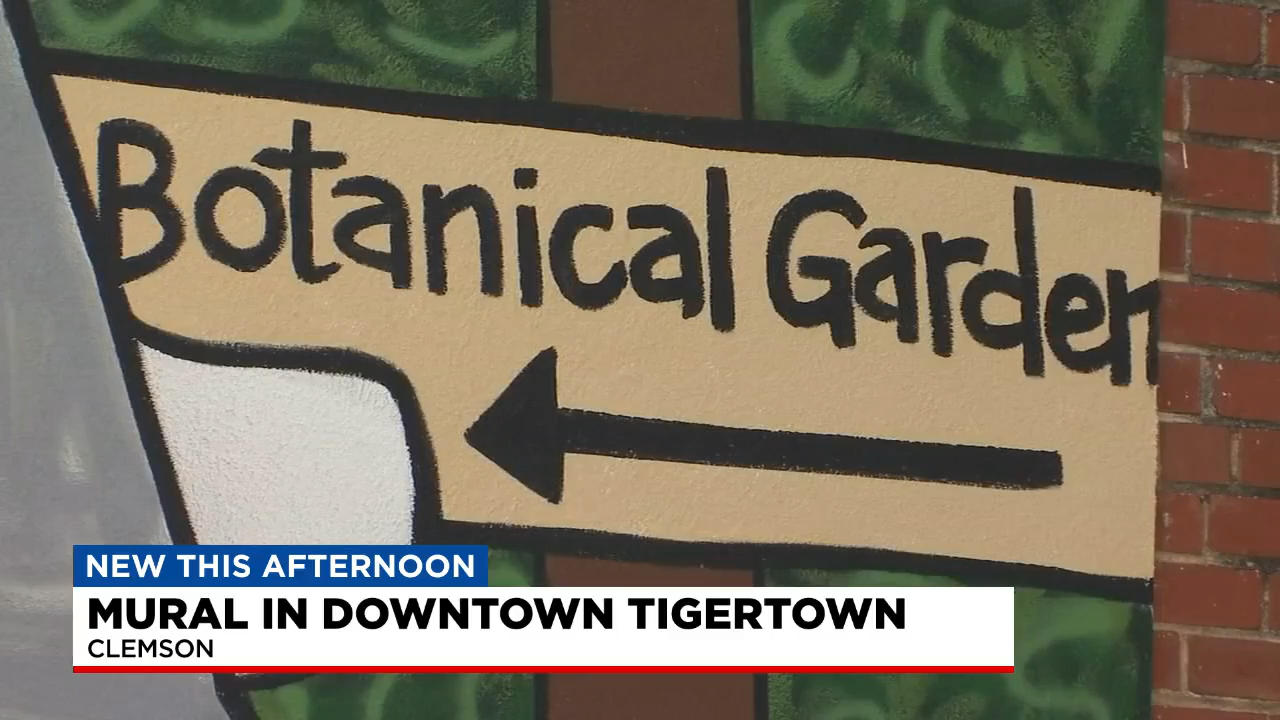 Botanical Garden
NEW THIS AFTERNOON
MURAL IN DOWNTOWN TIGERTOWN
CLEMSON